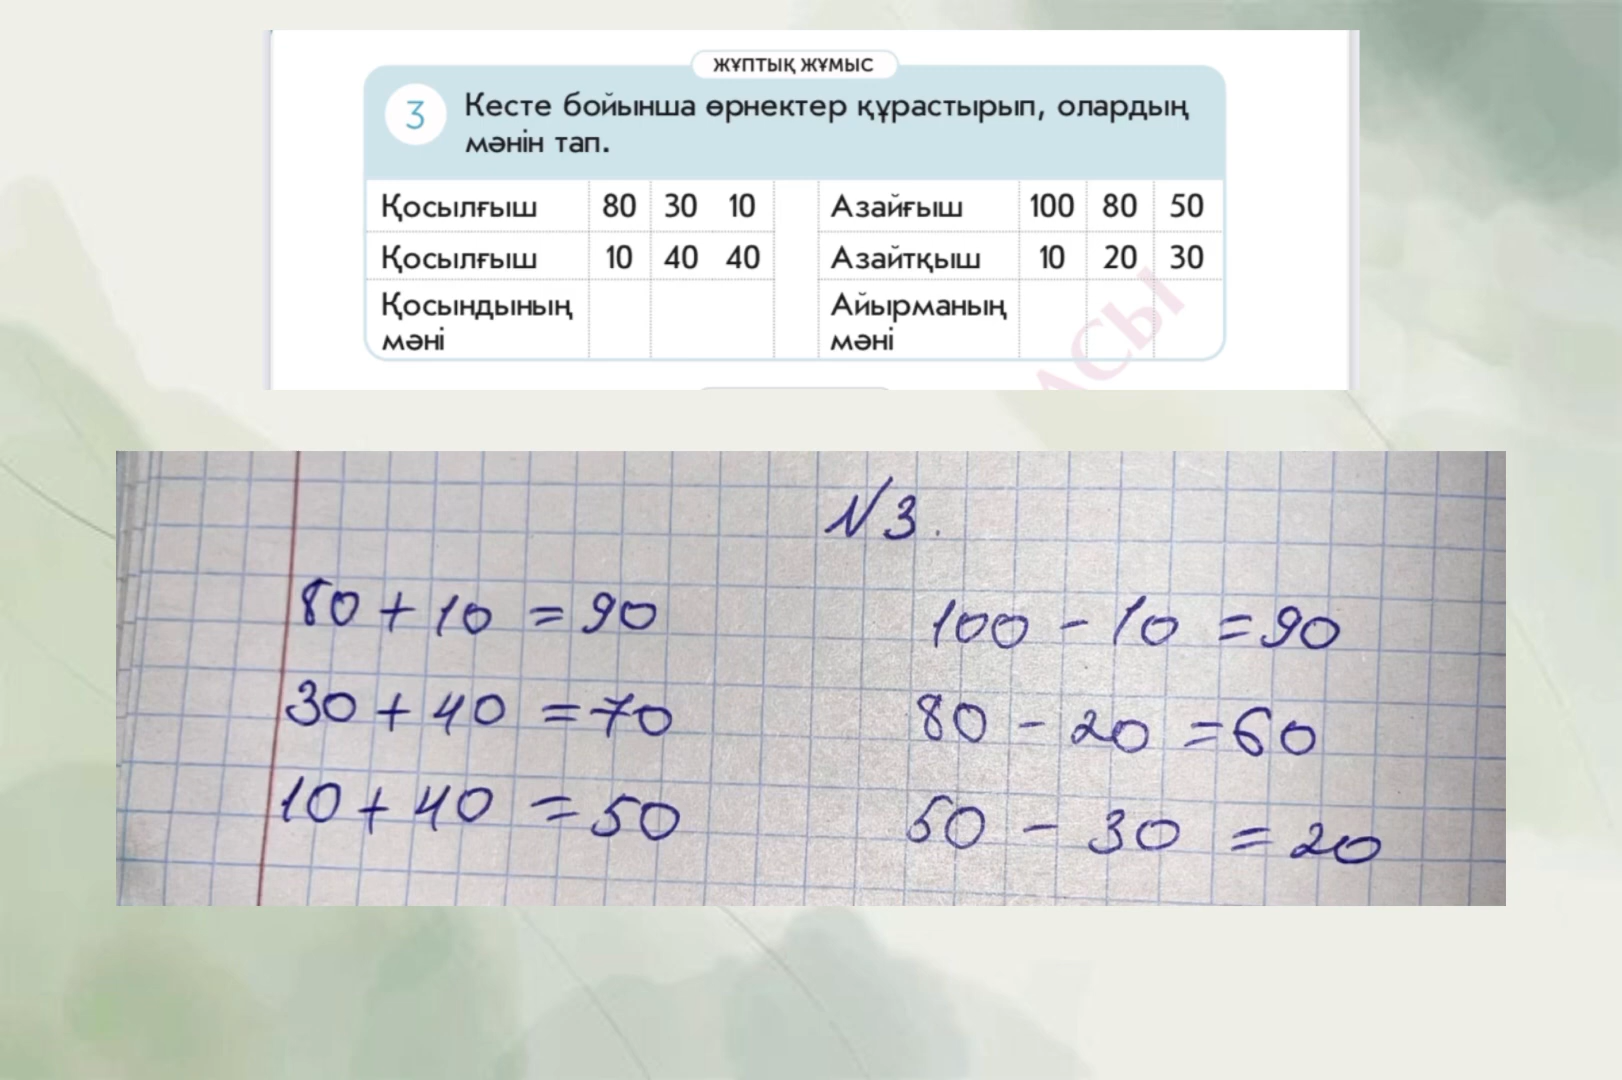 ЖҰПТЫҚ ЖҰМЫС
3 Кесте бойынша өрнектер құрастырып, олардың
мәнін тап.
Қосылғыш 80 30 10 Азайғыш 100 80 50
Қосылғыш 10 40 40 Азайтқыш 10 20 30
Қосындының Айырманың
мәні мәні
АСЫ
N3.
80 + 10 = 90 100 - 10 = 90
30 + 40 = 70 80 - 20 = 60
10 + 40 = 50 50 - 30 = 20